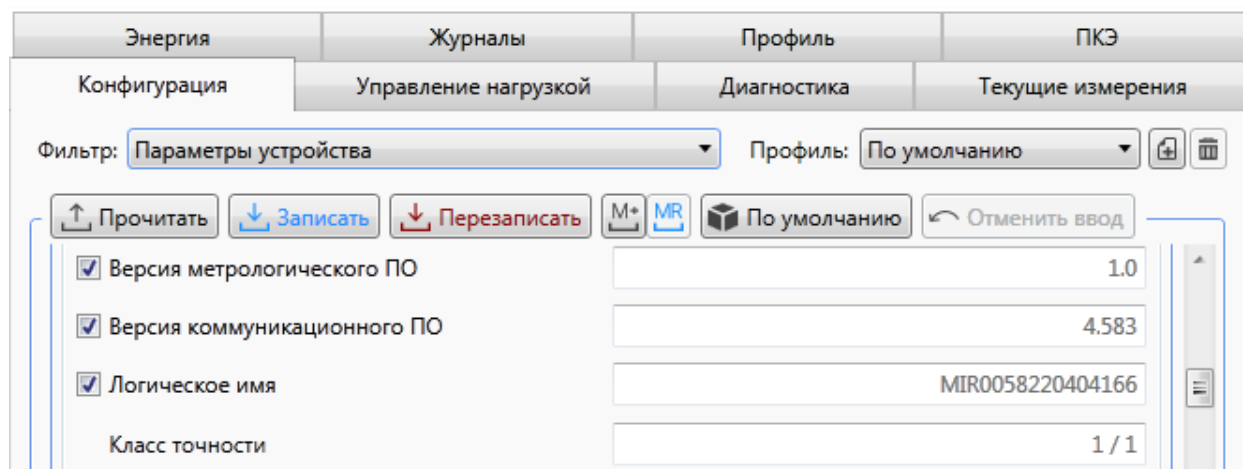 Энергия Журналы Профиль ПКЭ
Конфигурация Управление нагрузкой Диагностика Текущие измерения
Фильтр: Параметры устройства Профиль: По умолчанию
Прочитать Записать Перезаписать M+ MR По умолчанию Отменить ввод
Версия метрологического ПО 1.0
Версия коммуникационного ПО 4.583
Логическое имя MIR0058220404166
Класс точности 1 / 1